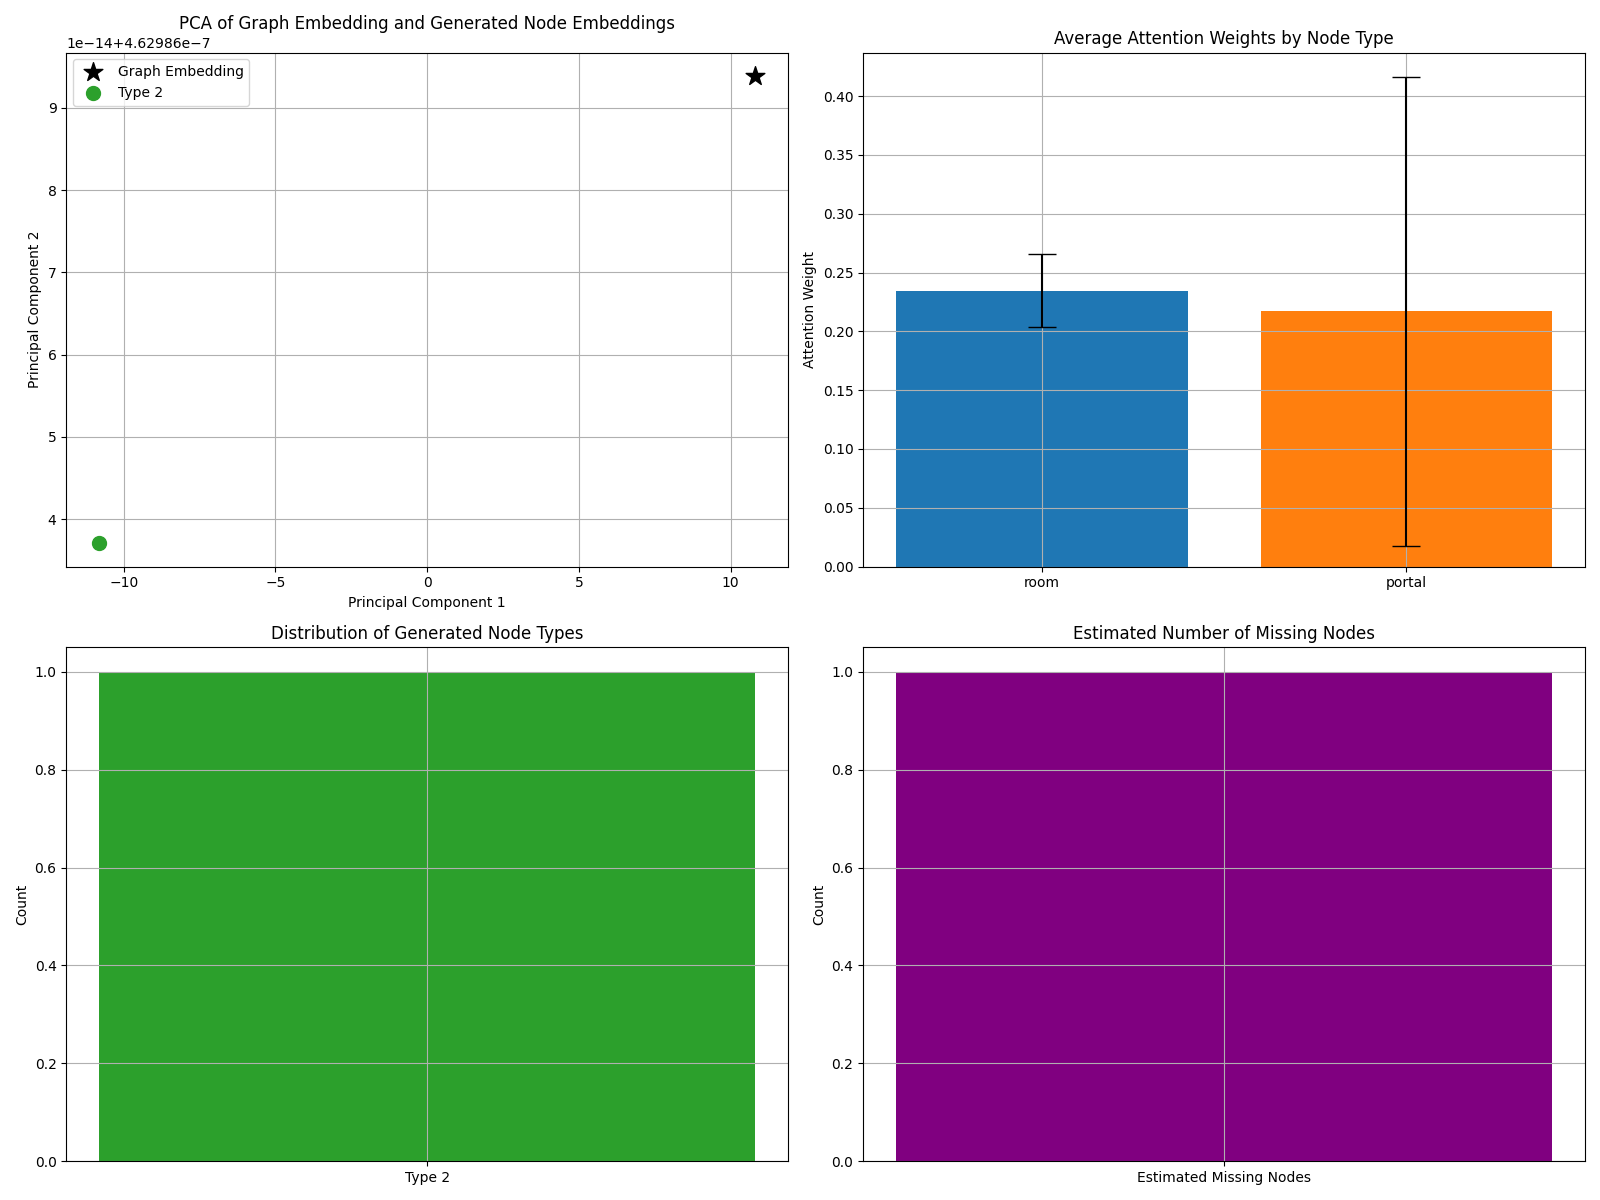 PCA of Graph Embedding and Generated Node Embeddings
1e−14+4.62986e−7
Graph Embedding
Type 2
9
8
7
6
5
4
Principal Component 2
−10
−5
0
5
10
Principal Component 1
Average Attention Weights by Node Type
0.40
0.35
0.30
0.25
0.20
0.15
0.10
0.05
0.00
Attention Weight
room
portal
Distribution of Generated Node Types
1.0
0.8
0.6
0.4
0.2
0.0
Count
Type 2
Estimated Number of Missing Nodes
1.0
0.8
0.6
0.4
0.2
0.0
Count
Estimated Missing Nodes